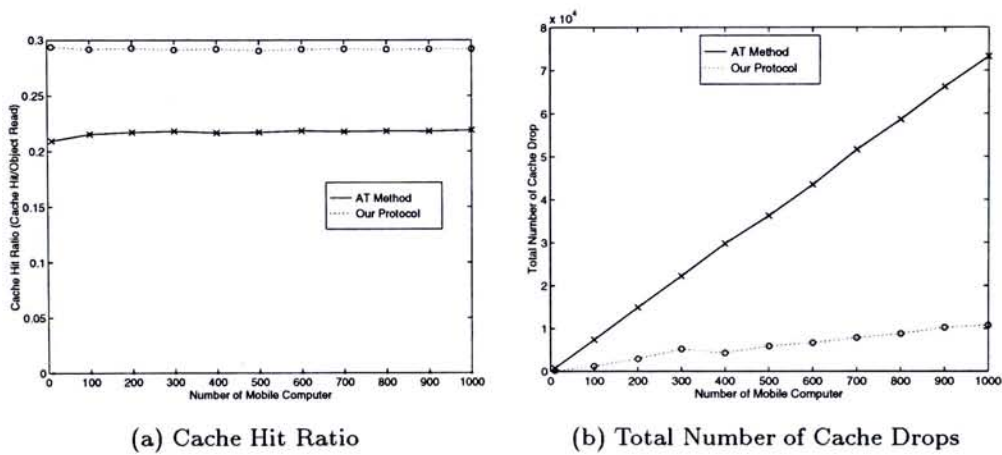 0.3
0.25
0.2
0.15
0.1
0.05
0
Cache Hit Ratio (Cache Hit/Object Read)
AT Method
Our Protocol
0 100 200 300 400 500 600 700 800 900 1000
Number of Mobile Computer
(a) Cache Hit Ratio
x 10^4
8
7
6
5
4
3
2
1
0
Total Number of Cache Drop
AT Method
Our Protocol
100 200 300 400 500 600 700 800 900 1000
Number of Mobile Computer
(b) Total Number of Cache Drops